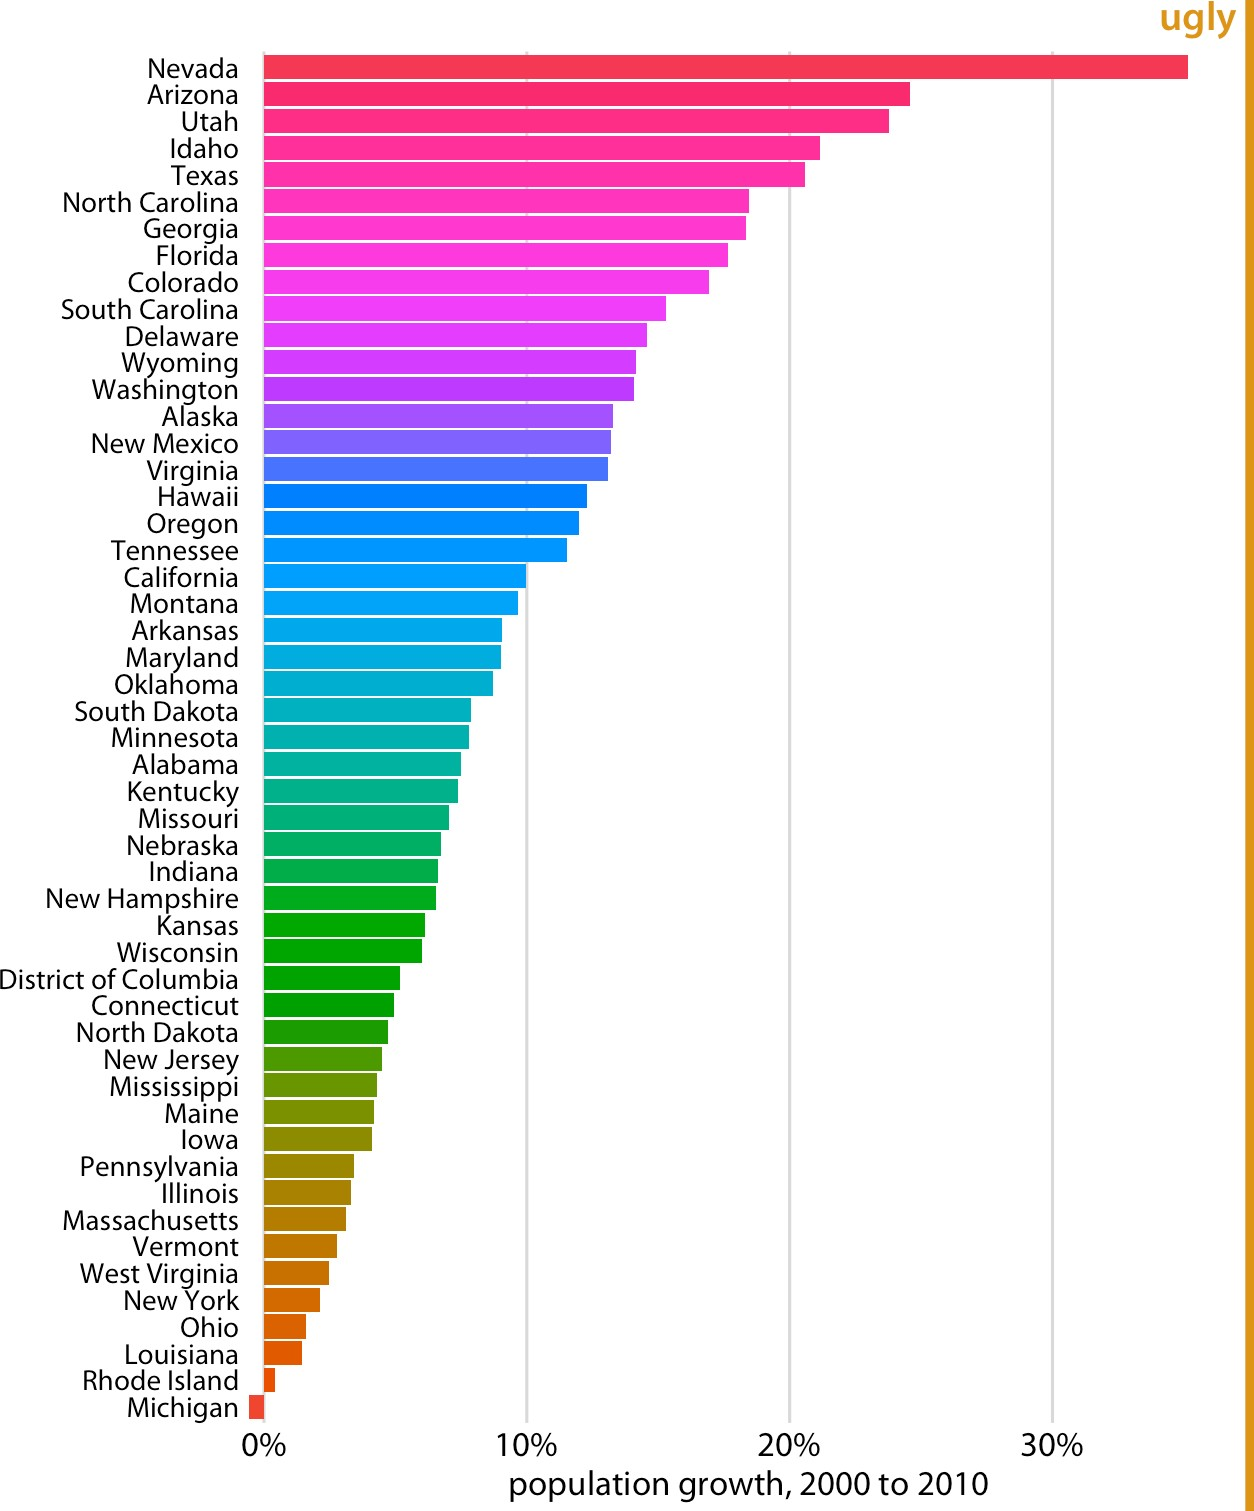 ugly
Nevada
Arizona
Utah
Idaho
Texas
North Carolina
Georgia
Florida
Colorado
South Carolina
Delaware
Wyoming
Washington
Alaska
New Mexico
Virginia
Hawaii
Oregon
Tennessee
California
Montana
Arkansas
Maryland
Oklahoma
South Dakota
Minnesota
Alabama
Kentucky
Missouri
Nebraska
Indiana
New Hampshire
Kansas
Wisconsin
District of Columbia
Connecticut
North Dakota
New Jersey
Mississippi
Maine
Iowa
Pennsylvania
Illinois
Massachusetts
Vermont
West Virginia
New York
Ohio
Louisiana
Rhode Island
Michigan
0% 10% 20% 30%
population growth, 2000 to 2010